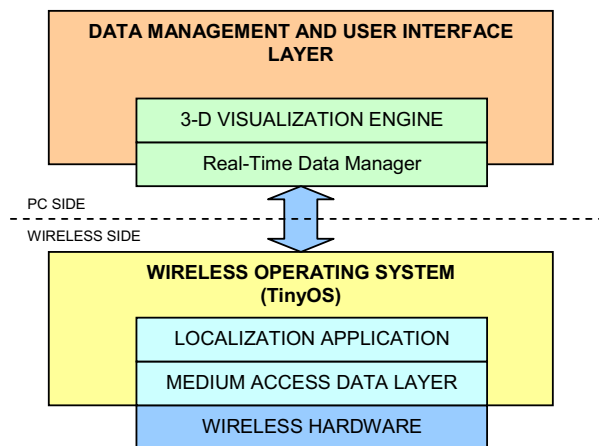 DATA MANAGEMENT AND USER INTERFACE
LAYER
3-D VISUALIZATION ENGINE
Real-Time Data Manager
PC SIDE
WIRELESS SIDE
WIRELESS OPERATING SYSTEM
(TinyOS)
LOCALIZATION APPLICATION
MEDIUM ACCESS DATA LAYER
WIRELESS HARDWARE